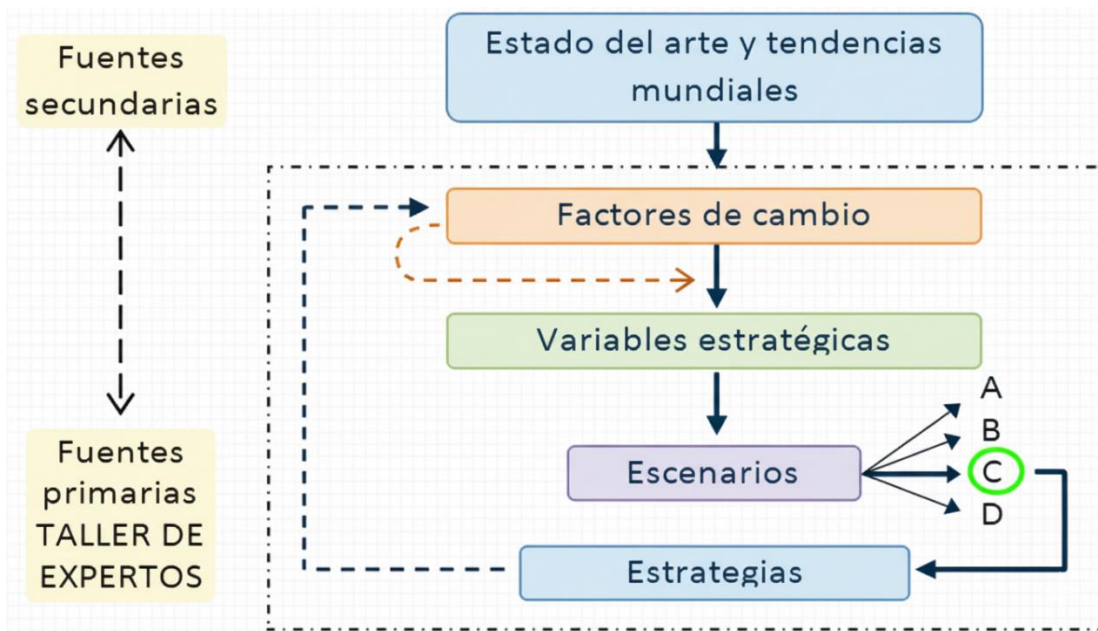 Fuentes
secundarias
Estado del arte y tendencias
mundiales
Factores de cambio
Variables estratégicas
Escenarios
A
B
C
D
Fuentes
primarias
TALLER DE
EXPERTOS
Estrategias